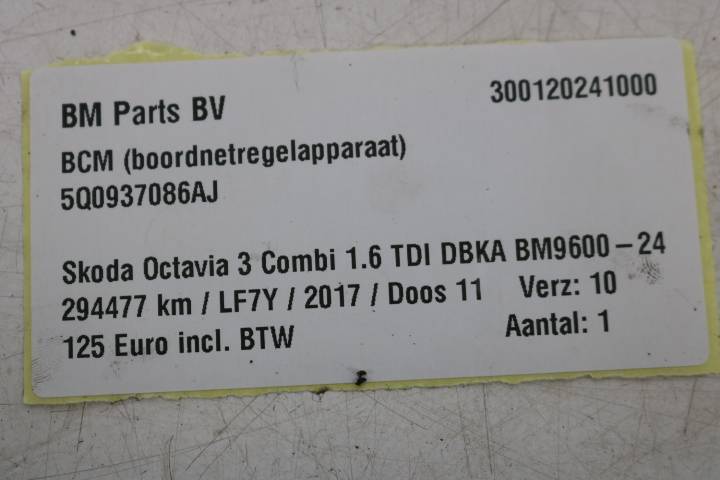 BM Parts BV 300120241000
BCM (boordnetregelapparaat)
5Q0937086AJ
Skoda Octavia 3 Combi 1.6 TDI DBKA BM9600-24
294477 km / LF7Y / 2017 / Doos 11 Verz: 10
125 Euro incl. BTW Aantal: 1